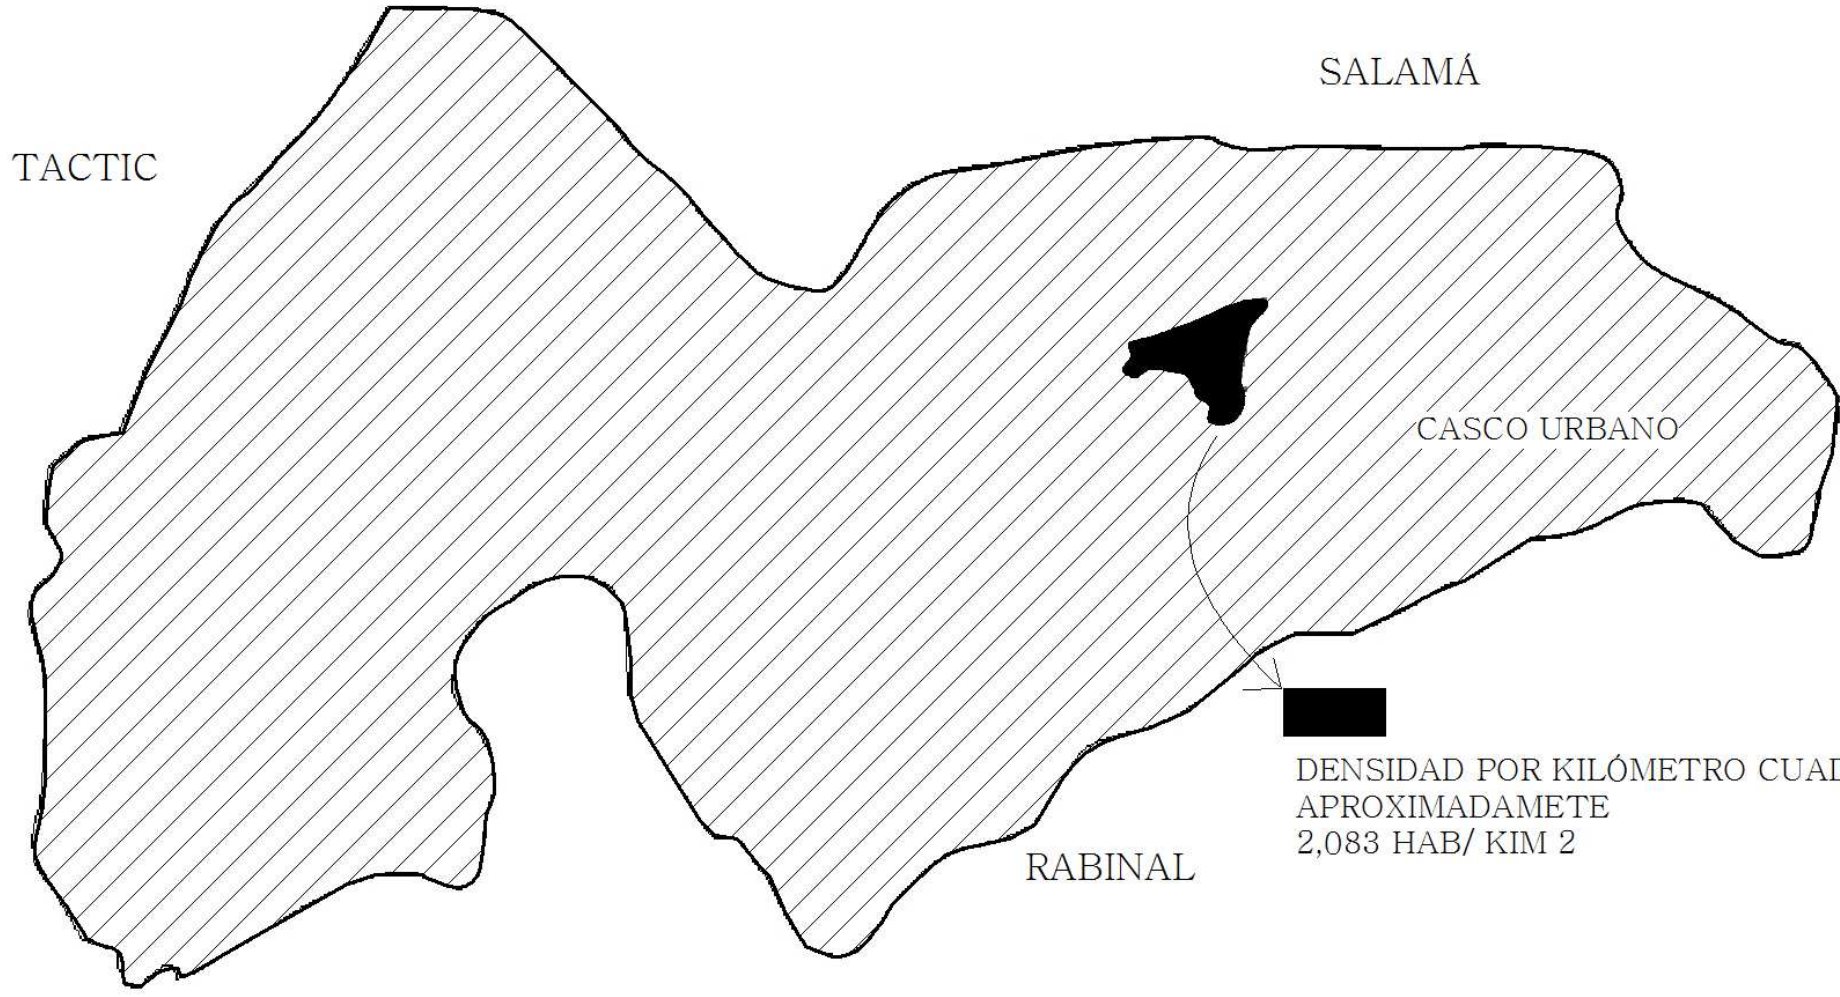 SALAMÁ
TACTIC
CASCO URBANO
DENSIDAD POR KILÓMETRO CUAD
APROXIMADAMETE
2,083 HAB/ KIM 2
RABINAL